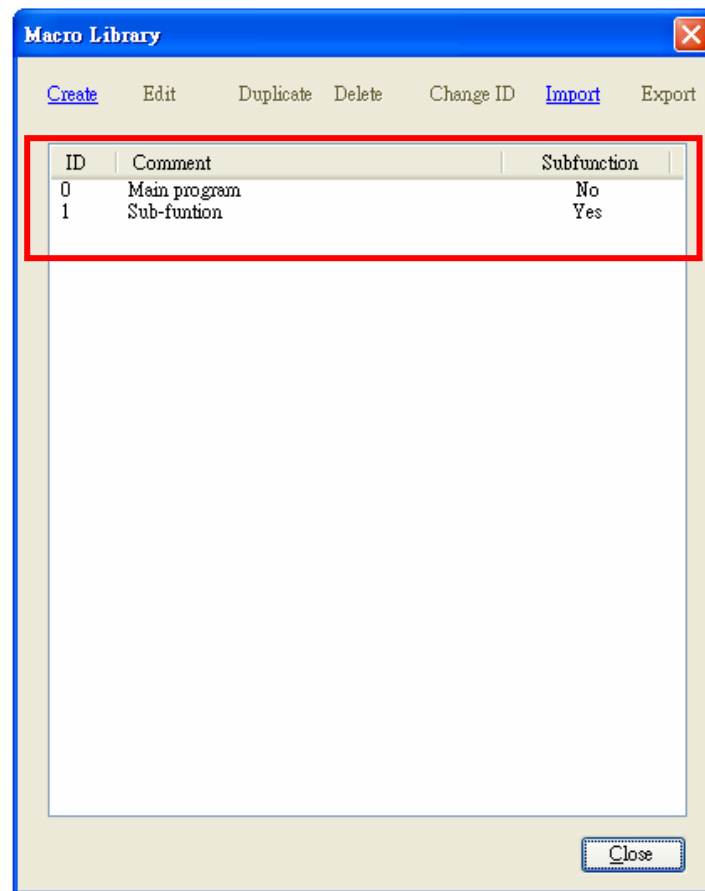 Macro Library
Create Edit Duplicate Delete Change ID Import Export
ID Comment Subfunction
0 Main program No
1 Sub-funtion Yes
Close